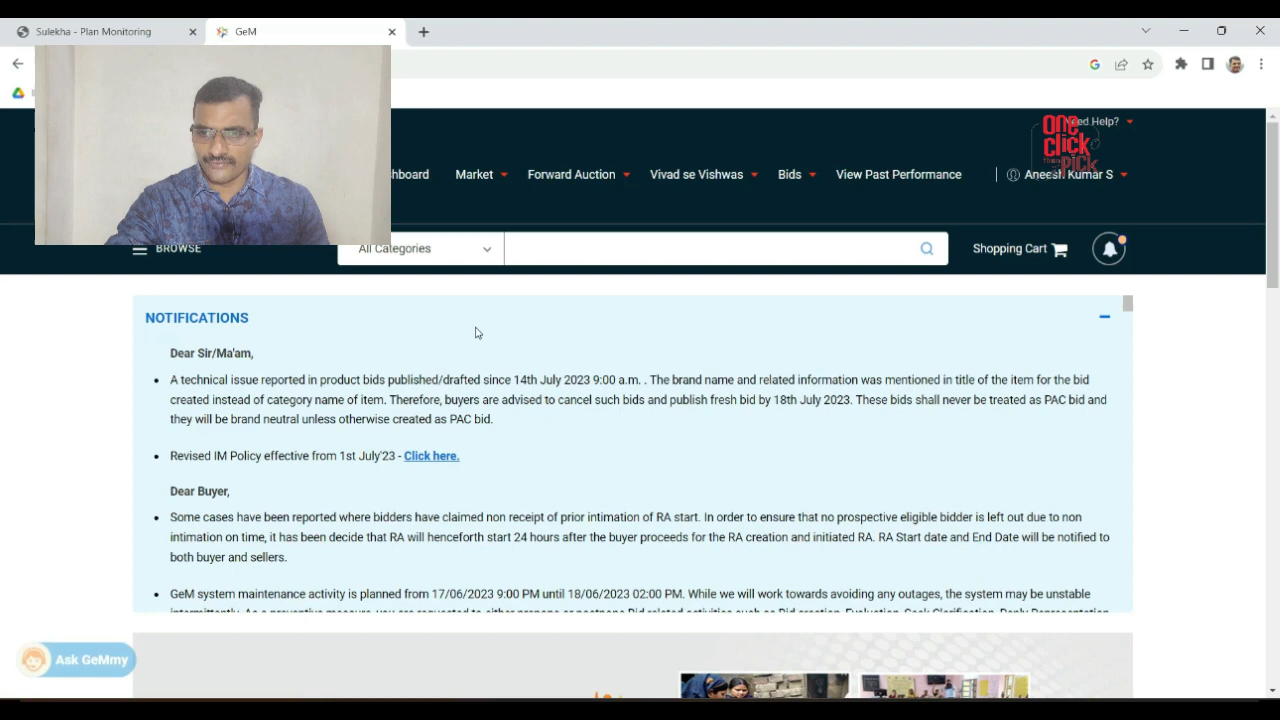 Sulekha - Plan Monitoring
GeM
Need Help?
One
Click
Than
Pick
hboard
Market
Forward Auction
Vivad se Vishwas
Bids
View Past Performance
Aneesh Kumar S
BROWSE
All Categories
Shopping Cart
NOTIFICATIONS
Dear Sir/Ma'am,
A technical issue reported in product bids published/drafted since 14th July 2023 9:00 a.m. . The brand name and related information was mentioned in title of the item for the bid
created instead of category name of item. Therefore, buyers are advised to cancel such bids and publish fresh bid by 18th July 2023. These bids shall never be treated as PAC bid and
they will be brand neutral unless otherwise created as PAC bid.
Revised IM Policy effective from 1st July'23 - Click here.
Dear Buyer,
Some cases have been reported where bidders have claimed non receipt of prior intimation of RA start. In order to ensure that no prospective eligible bidder is left out due to non
intimation on time, it has been decide that RA will henceforth start 24 hours after the buyer proceeds for the RA creation and initiated RA. RA Start date and End Date will be notified to
both buyer and sellers.
GeM system maintenance activity is planned from 17/06/2023 9:00 PM until 18/06/2023 02:00 PM. While we will work towards avoiding any outages, the system may be unstable
Ask GeMmy